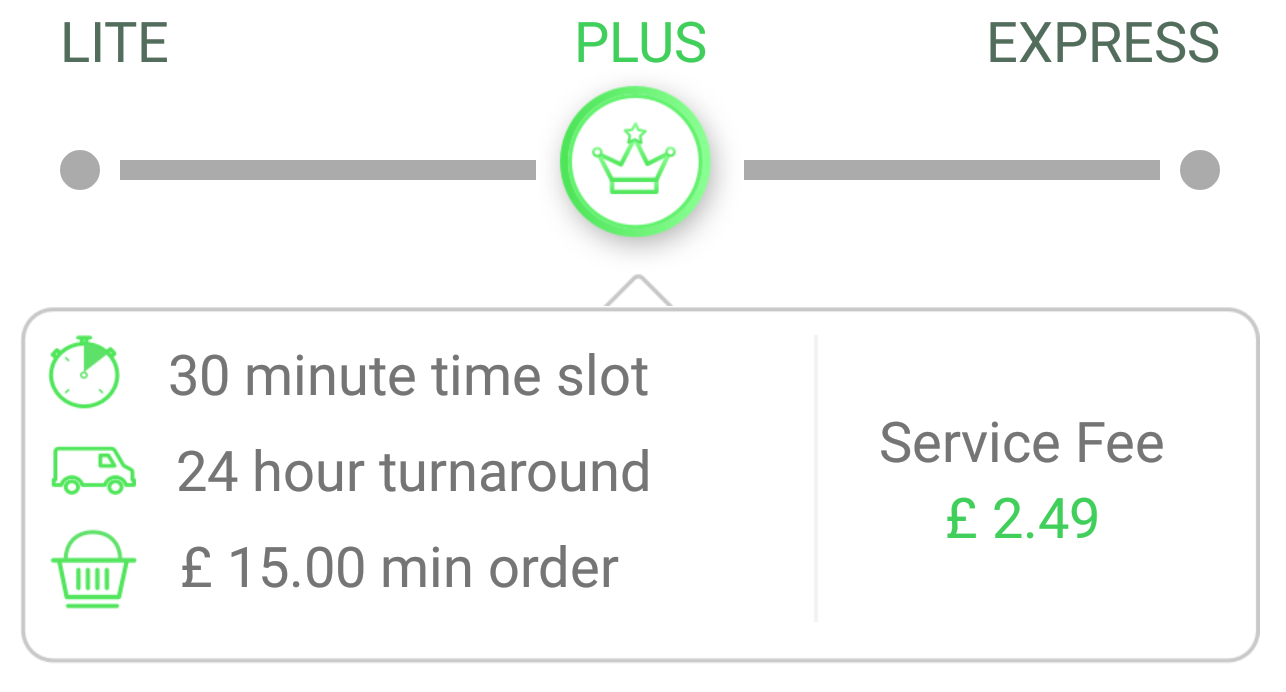 LITE PLUS EXPRESS
30 minute time slot
24 hour turnaround
£ 15.00 min order
Service Fee
£ 2.49